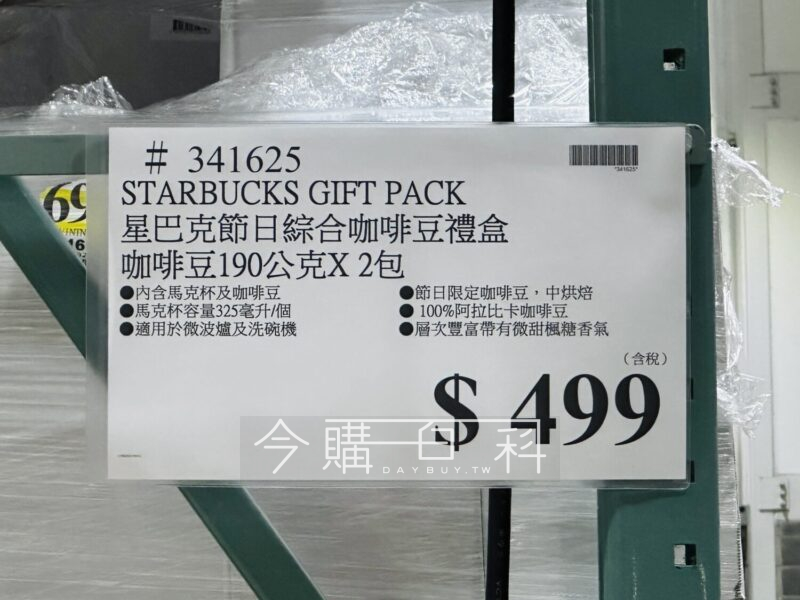 # 341625
*341625*
STARBUCKS GIFT PACK
星巴克節日綜合咖啡豆禮盒
咖啡豆190公克X 2包
●內含馬克杯及咖啡豆
●馬克杯容量325毫升/個
●適用於微波爐及洗碗機
●節日限定咖啡豆，中烘焙
● 100%阿拉比卡咖啡豆
●層次豐富帶有微甜楓糖香氣
（含稅）
$ 499
今購百科
DAYBUY.TW
69